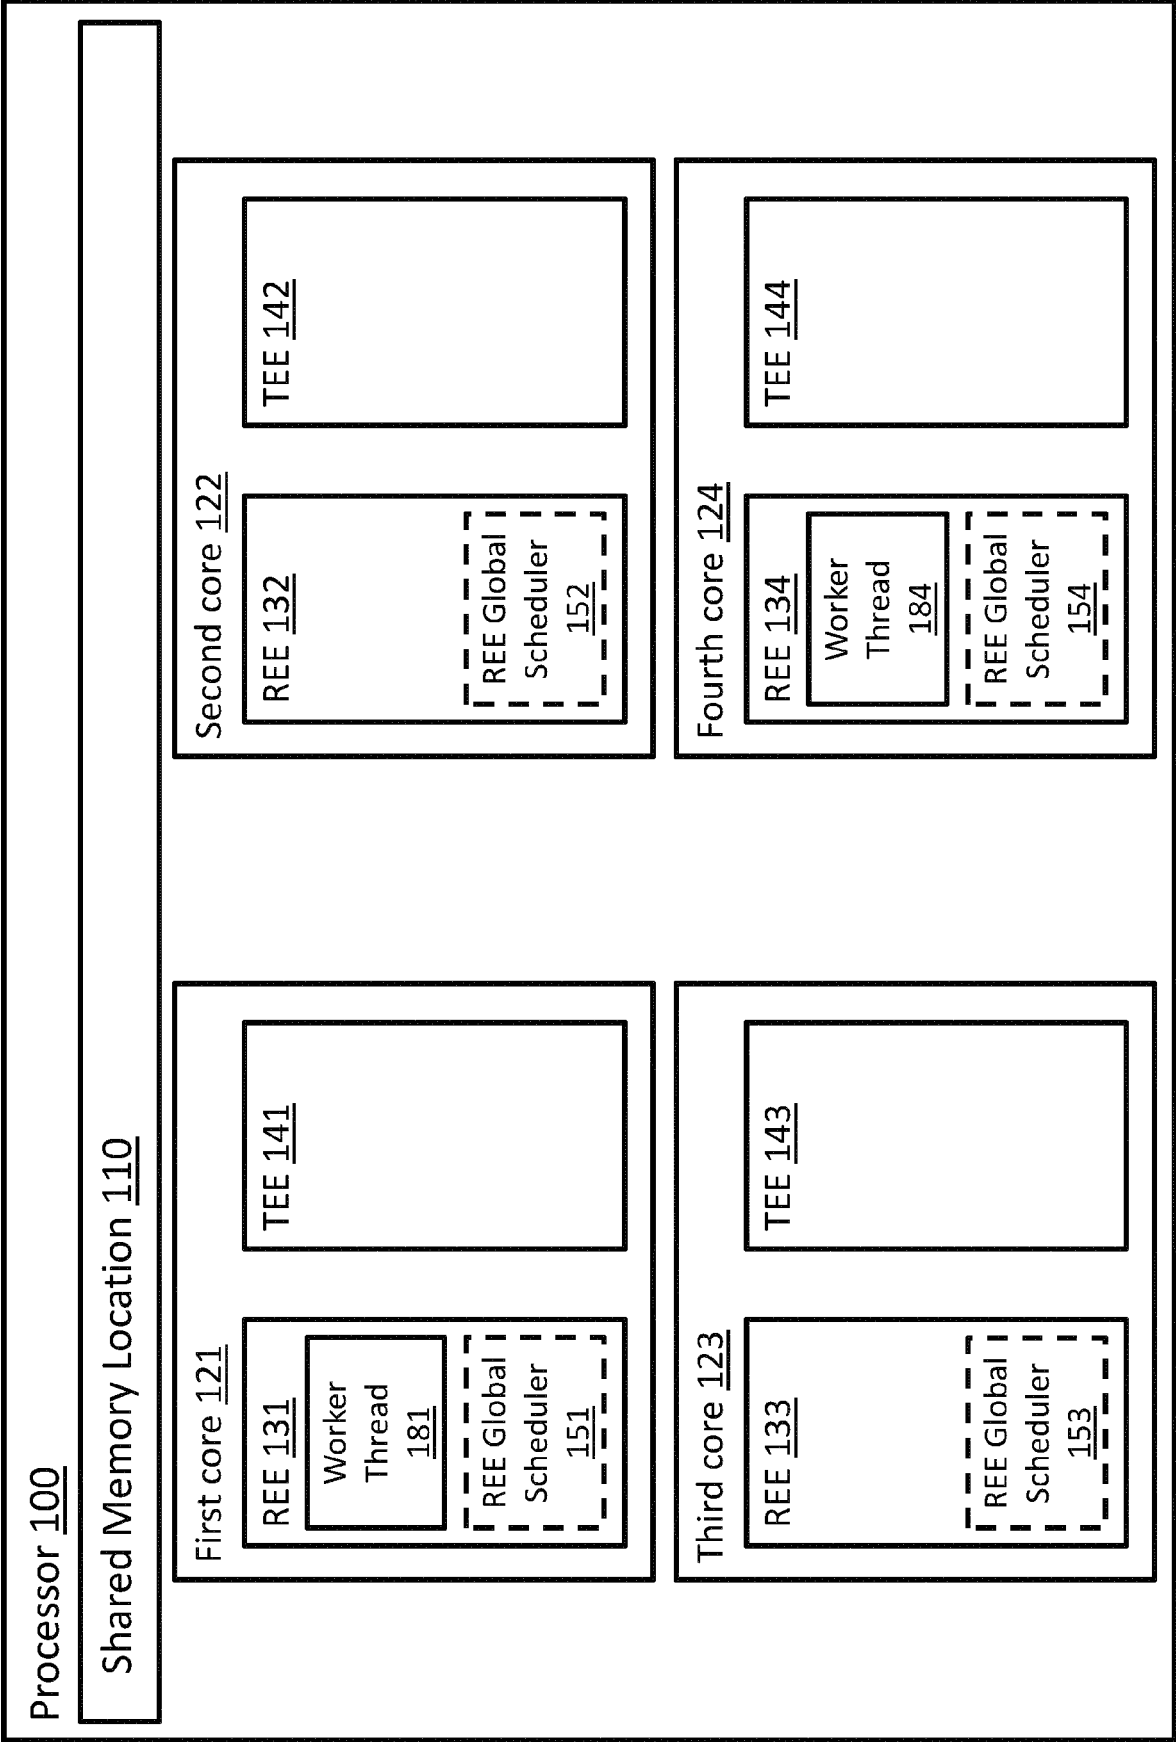 Processor 100
Shared Memory Location 110
First core 121
REE 131
Worker
Thread
181
REE Global
Scheduler
151
TEE 141
Second core 122
REE 132
REE Global
Scheduler
152
TEE 142
Third core 123
REE 133
REE Global
Scheduler
153
TEE 143
Fourth core 124
REE 134
Worker
Thread
184
REE Global
Scheduler
154
TEE 144